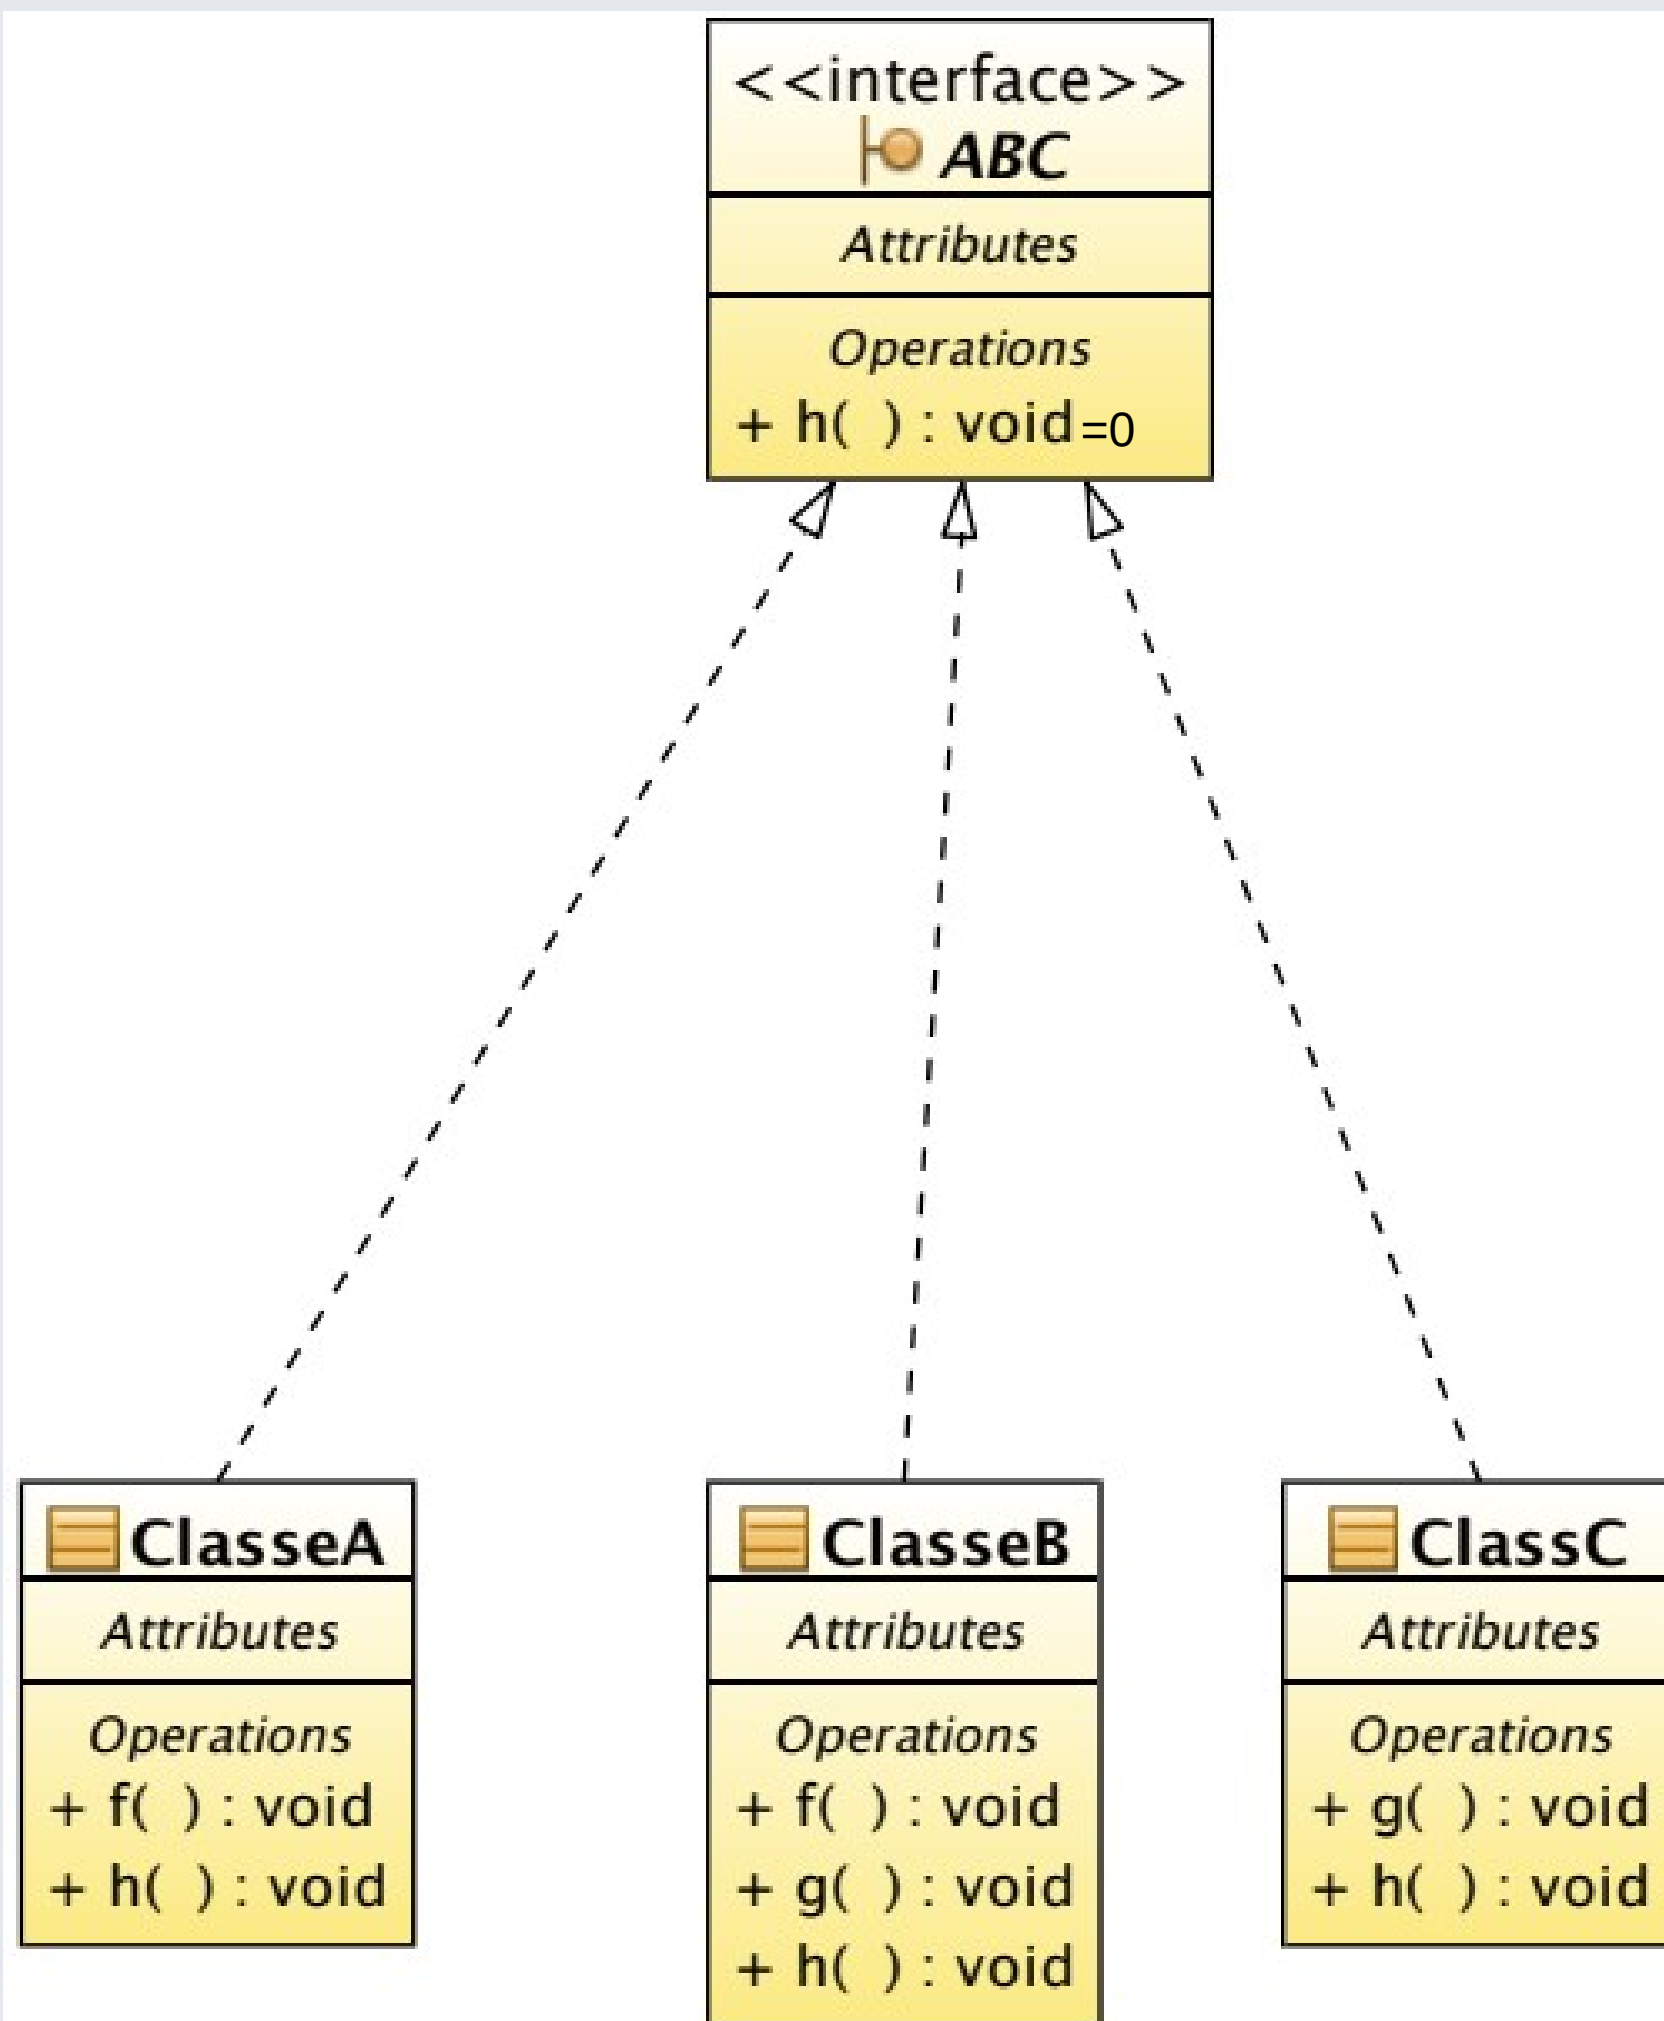 <<interface>>
ABC
Attributes
Operations
+ h( ) : void =0
ClasseA
Attributes
Operations
+ f( ) : void
+ h( ) : void
ClasseB
Attributes
Operations
+ f( ) : void
+ g( ) : void
+ h( ) : void
ClassC
Attributes
Operations
+ g( ) : void
+ h( ) : void